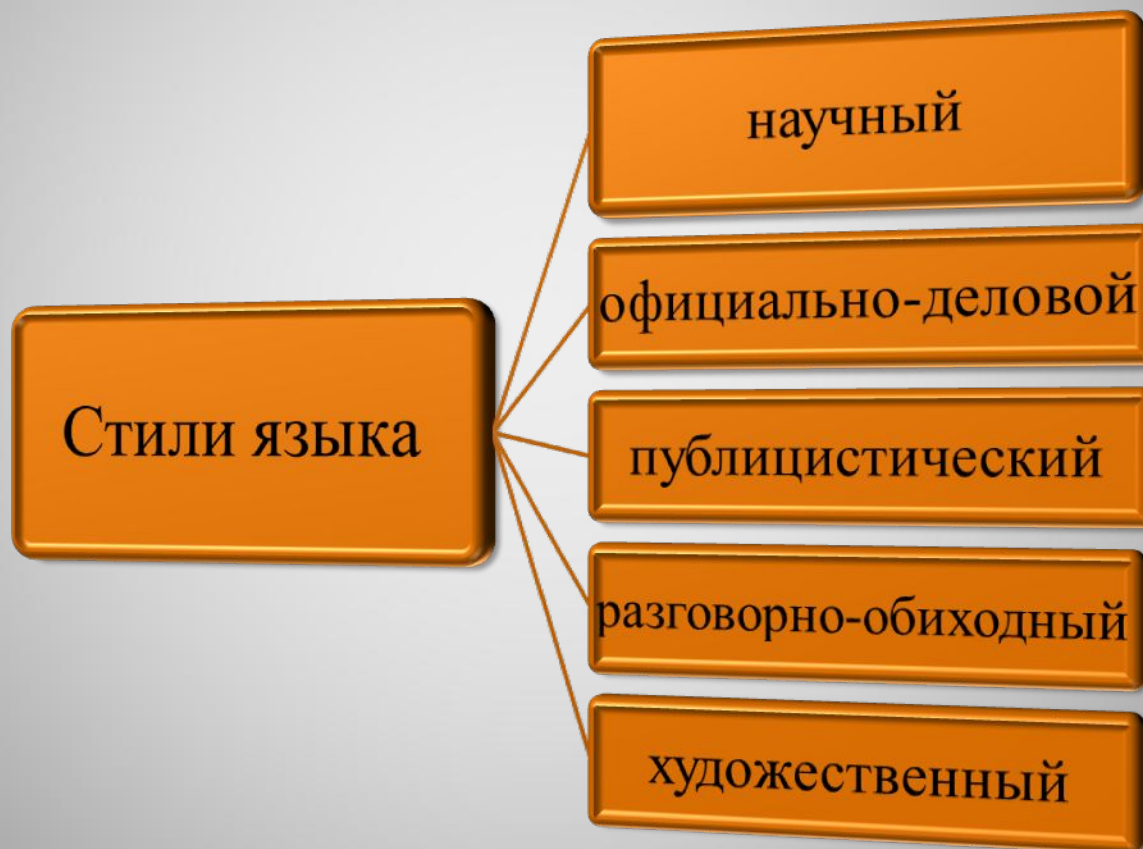 Стили языка
научный
официально-деловой
публицистический
разговорно-обиходный
художественный